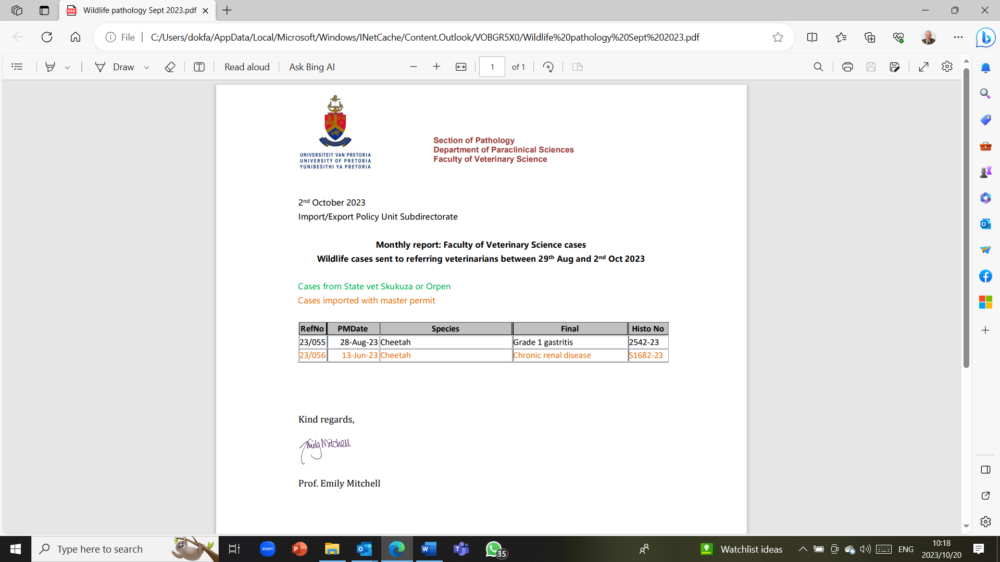 Wildlife pathology Sept 2023.pdf
File
C:/Users/dokfa/AppData/Local/Microsoft/Windows/INetCache/Content.Outlook/VOBGR5X0/Wildlife%20pathology%20Sept%202023.pdf
Draw
Read aloud
Ask Bing AI
1 of 1
UNIVERSITEIT VAN PRETORIA
UNIVERSITY OF PRETORIA
YUNIBESITHI YA PRETORIA
Section of Pathology
Department of Paraclinical Sciences
Faculty of Veterinary Science
2nd October 2023
Import/Export Policy Unit Subdirectorate
Monthly report: Faculty of Veterinary Science cases
Wildlife cases sent to referring veterinarians between 29th Aug and 2nd Oct 2023
Cases from State vet Skukuza or Orpen
Cases imported with master permit
RefNo PMDate Species Final Histo No
23/055 28-Aug-23 Cheetah Grade 1 gastritis 2542-23
23/056 13-Jun-23 Cheetah Chronic renal disease S1682-23
Kind regards,
Emily Mitchell
Prof. Emily Mitchell
Type here to search
zoom
35
Watchlist ideas
ENG
10:18
2023/10/20